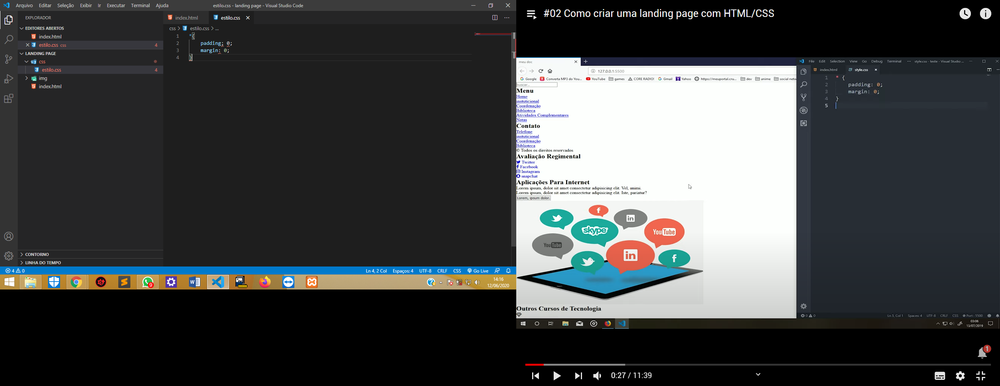 Arquivo Editar Seleção Exibir Ir Executar Terminal Ajuda
estilo.css - landing page - Visual Studio Code
EXPLORADOR
EDITORES ABERTOS
index.html
estilo.css css 4
LANDING PAGE
css
estilo.css 4
img
index.html
CONTORNO
LINHA DO TEMPO
index.html estilo.css
css > estilo.css > ...
1 *{
2 padding; 0;
3 margin: 0;
4 }
4 0
Ln 4, 2 Col Espaços: 4 UTF-8 CRLF CSS Go Live
9
14:16
12/06/2020
#02 Como criar uma landing page com HTML/CSS
meu doc
127.0.0.1:5500
Google Converta MP3 do You... YouTube games CORE RADIO! Gmail Yahoo https://meuportal.cru... dev anime social netw
buscar..
Menu
Home
instuticional
Coordenação
Biblioteca
Atividades Complementares
Notas
Contato
Telefone
instuticional
Coordenação
Biblioteca
© Todos os direitos reservados
Avaliação Regimental
Twitter
Facebook
Instagram
snapchat
Aplicações Para Internet
Lorem ipsum, dolor sit amet consectetur adipisicing elit. Vel, animi.
Lorem ipsum, dolor sit amet consectetur adipisicing elit. Iste, pariatur?
Lorem, ipsum dolor.
f
in
skype
YouTube
YouTube
in
f
Outros Cursos de Tecnologia
File Edit Selection View Go Debug Terminal ... style.css - teste - Visual Studio ...
index.html style.css
1 * {
2 padding: 0;
3 margin: 0;
4 }
5
0 0
Ln 5, Col 1 Spaces: 4 UTF-8 CRLF CSS Port : 5500
03:06
13/07/2019
1
0:27 / 11:39